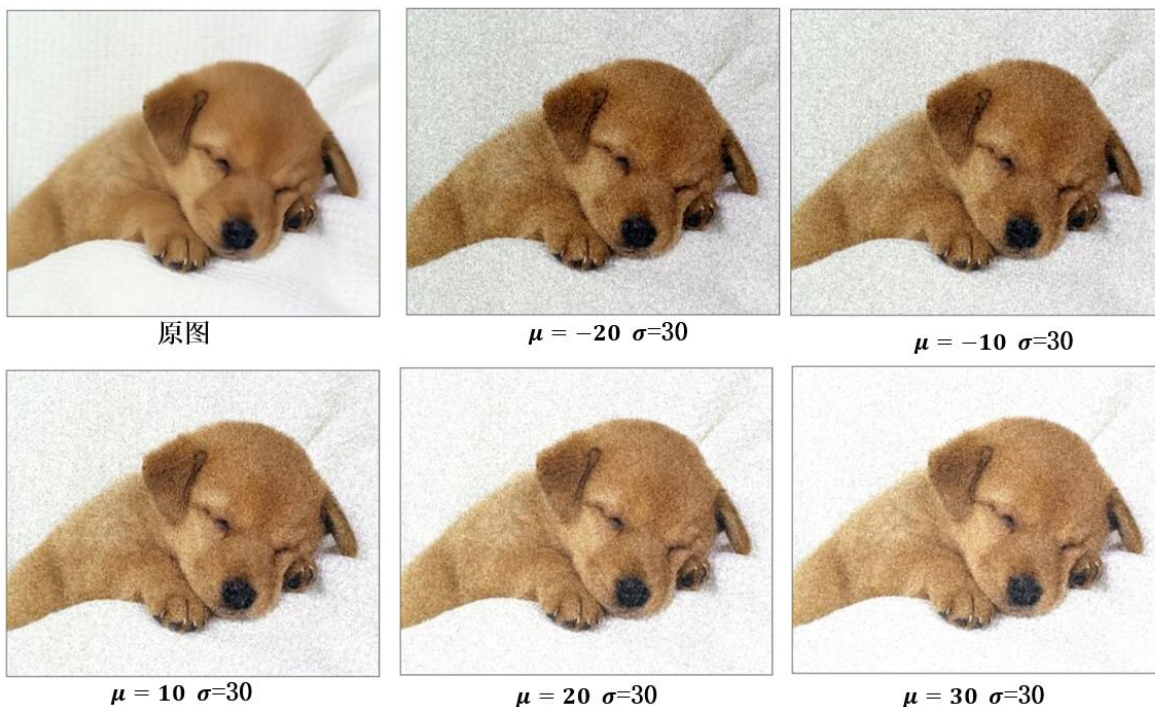 原图
μ = −20 σ=30
μ = −10 σ=30
μ = 10 σ=30
μ = 20 σ=30
μ = 30 σ=30